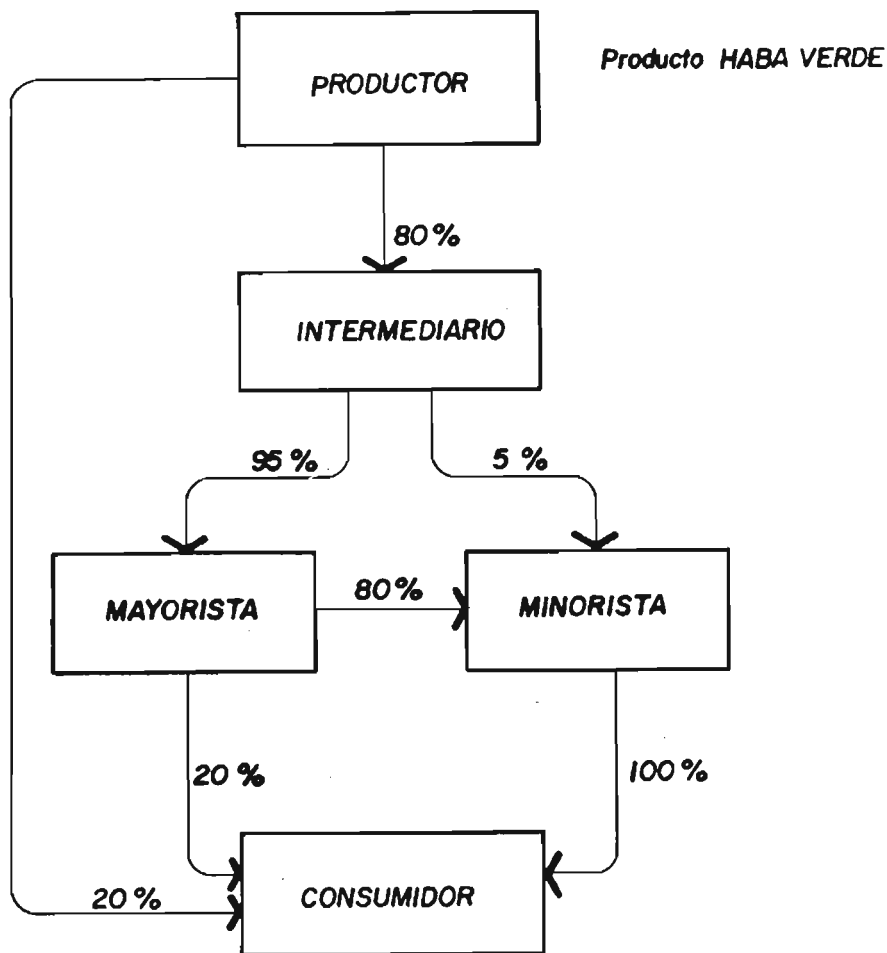 Producto HABA VERDE
PRODUCTOR
80%
INTERMEDIARIO
95%
5%
MAYORISTA
80%
MINORISTA
20%
100%
CONSUMIDOR
20%